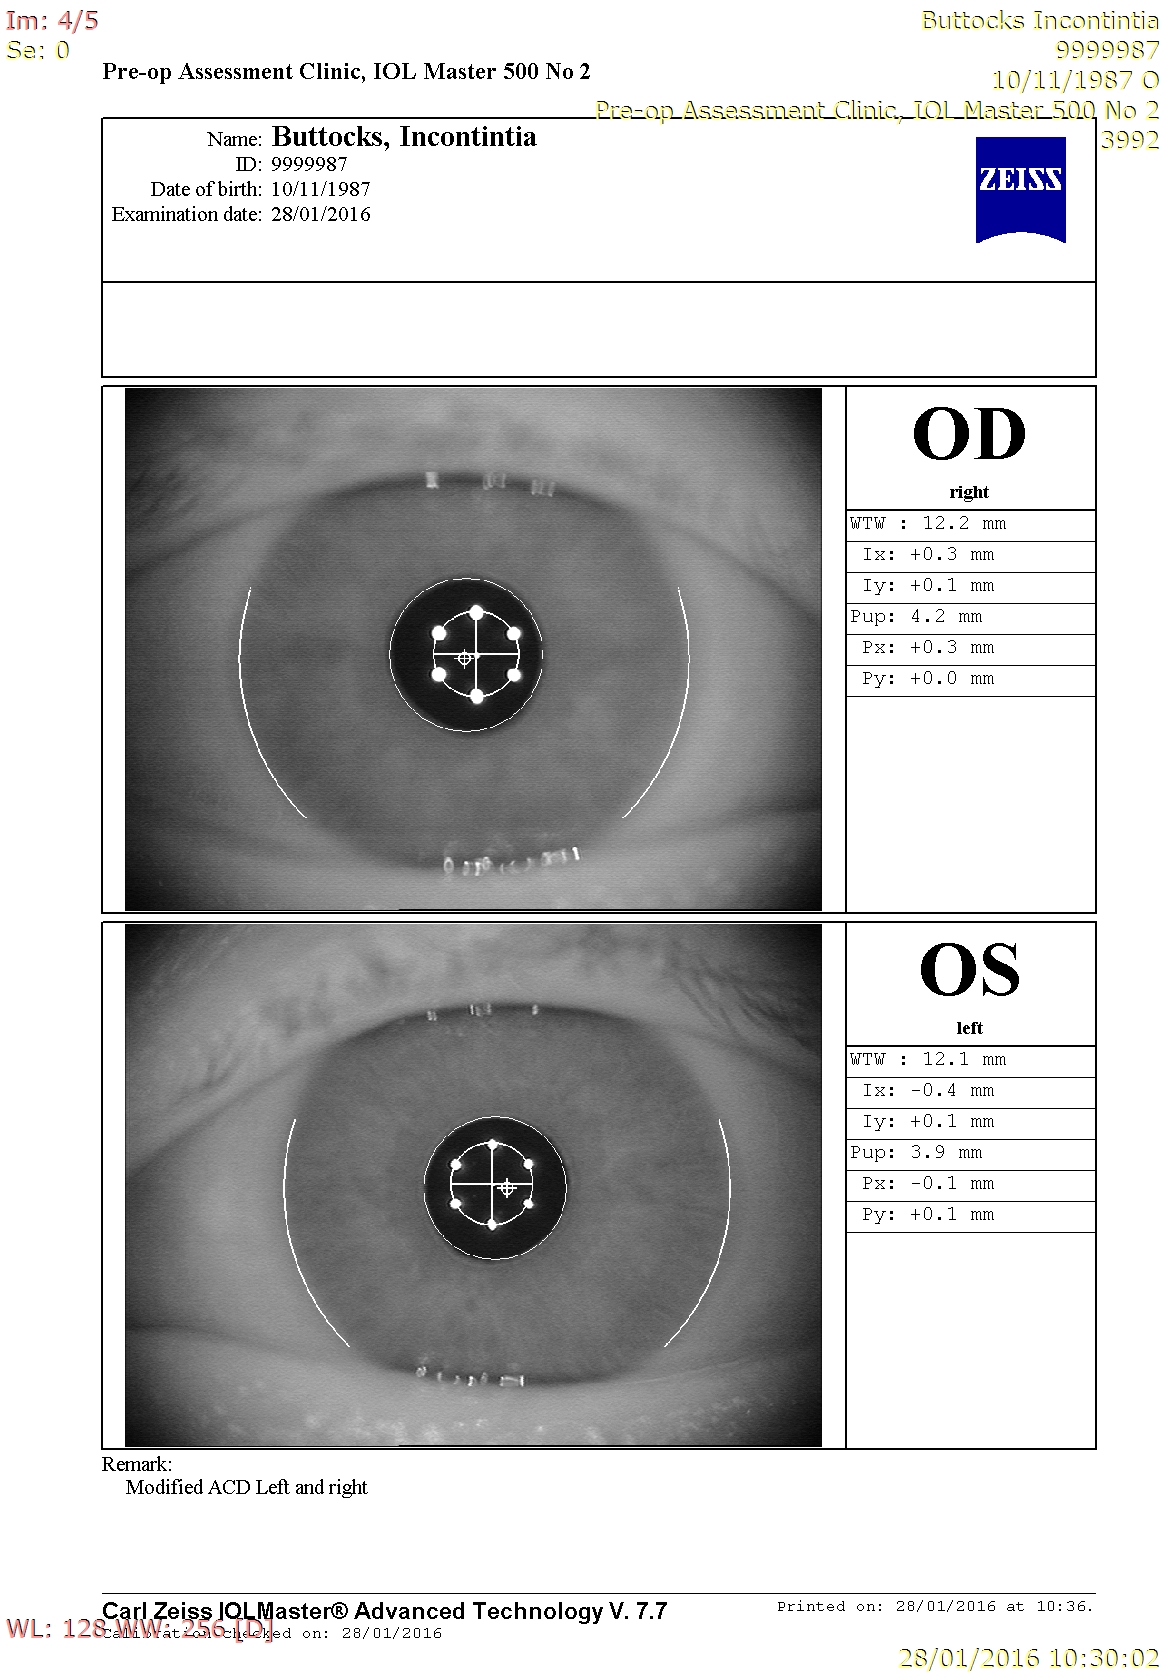 Im: 4/5
Se: 0
Buttocks Incontintia
9999987
10/11/1987 O
Pre-op Assessment Clinic, IOL Master 500 No 2
3992
Pre-op Assessment Clinic, IOL Master 500 No 2
Name: Buttocks, Incontintia
ID: 9999987
Date of birth: 10/11/1987
Examination date: 28/01/2016
ZEISS
OD
right
WTW : 12.2 mm
Ix: +0.3 mm
Iy: +0.1 mm
Pup: 4.2 mm
Px: +0.3 mm
Py: +0.0 mm
OS
left
WTW : 12.1 mm
Ix: -0.4 mm
Iy: +0.1 mm
Pup: 3.9 mm
Px: -0.1 mm
Py: +0.1 mm
Remark:
Modified ACD Left and right
Carl Zeiss IOLMaster® Advanced Technology V. 7.7
Printed on: 28/01/2016 at 10:36.
WL: 128 WW: 256 [D]
Calibration checked on: 28/01/2016
28/01/2016 10:30:02